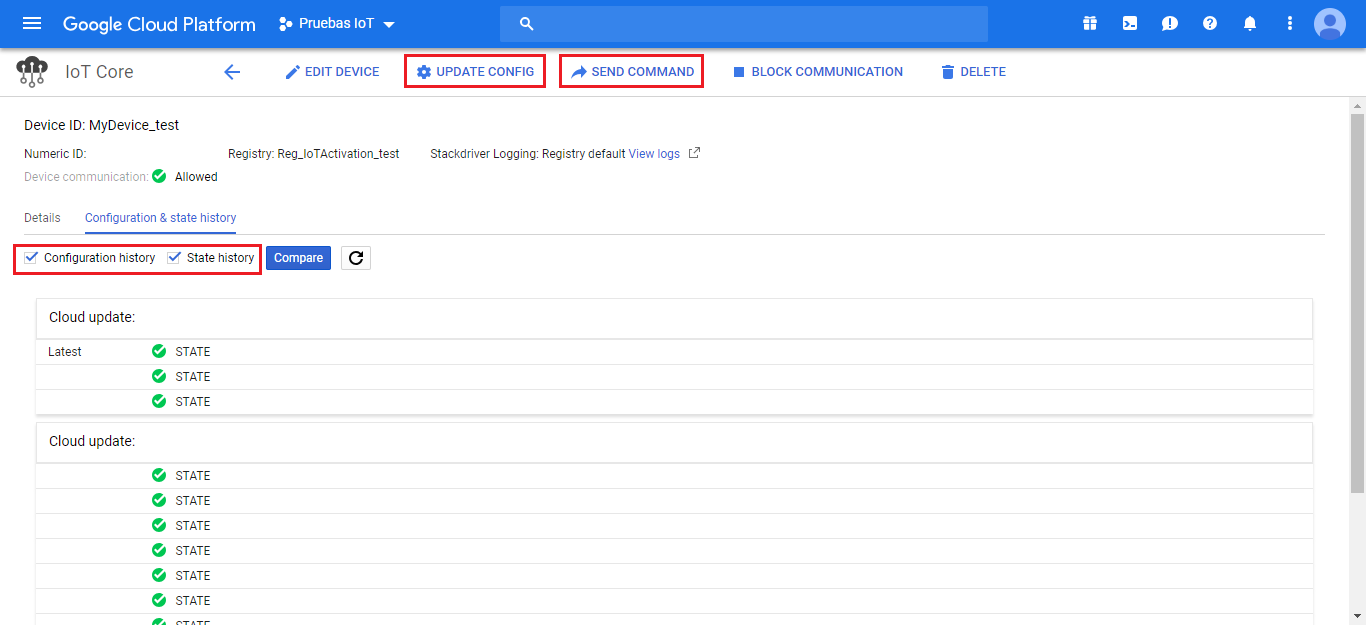 Google Cloud Platform Pruebas IoT
IoT Core EDIT DEVICE UPDATE CONFIG SEND COMMAND BLOCK COMMUNICATION DELETE
Device ID: MyDevice_test
Numeric ID: Registry: Reg_IoTActivation_test Stackdriver Logging: Registry default View logs
Device communication: Allowed
Details Configuration & state history
Configuration history State history Compare
Cloud update:
Latest STATE
STATE
STATE
Cloud update:
STATE
STATE
STATE
STATE
STATE
STATE
STATE